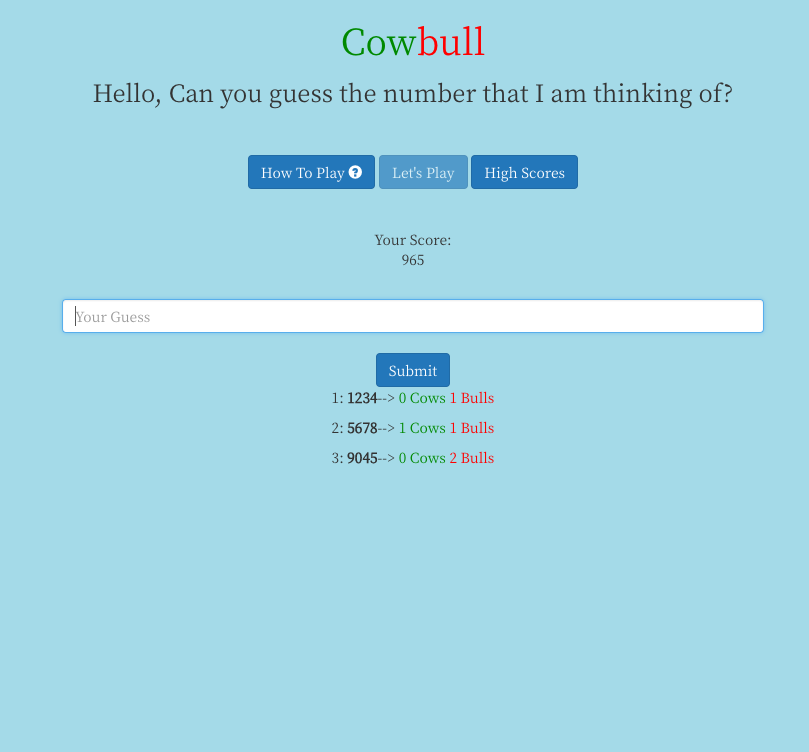 Cowbull
Hello, Can you guess the number that I am thinking of?
How To Play ? Let's Play High Scores
Your Score:
965
Your Guess
Submit
1: 1234--> 0 Cows 1 Bulls
2: 5678--> 1 Cows 1 Bulls
3: 9045--> 0 Cows 2 Bulls